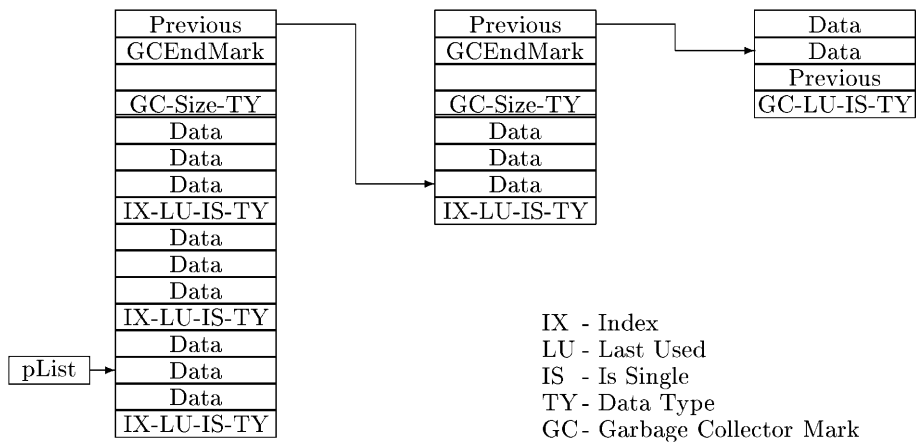 Previous
GCEndMark
GC-Size-TY
Data
Data
Data
IX-LU-IS-TY
Data
Data
Data
IX-LU-IS-TY
Data
Data
Data
IX-LU-IS-TY
pList
Previous
GCEndMark
GC-Size-TY
Data
Data
Data
IX-LU-IS-TY
Data
Data
Previous
GC-LU-IS-TY
IX - Index
LU - Last Used
IS - Is Single
TY - Data Type
GC - Garbage Collector Mark